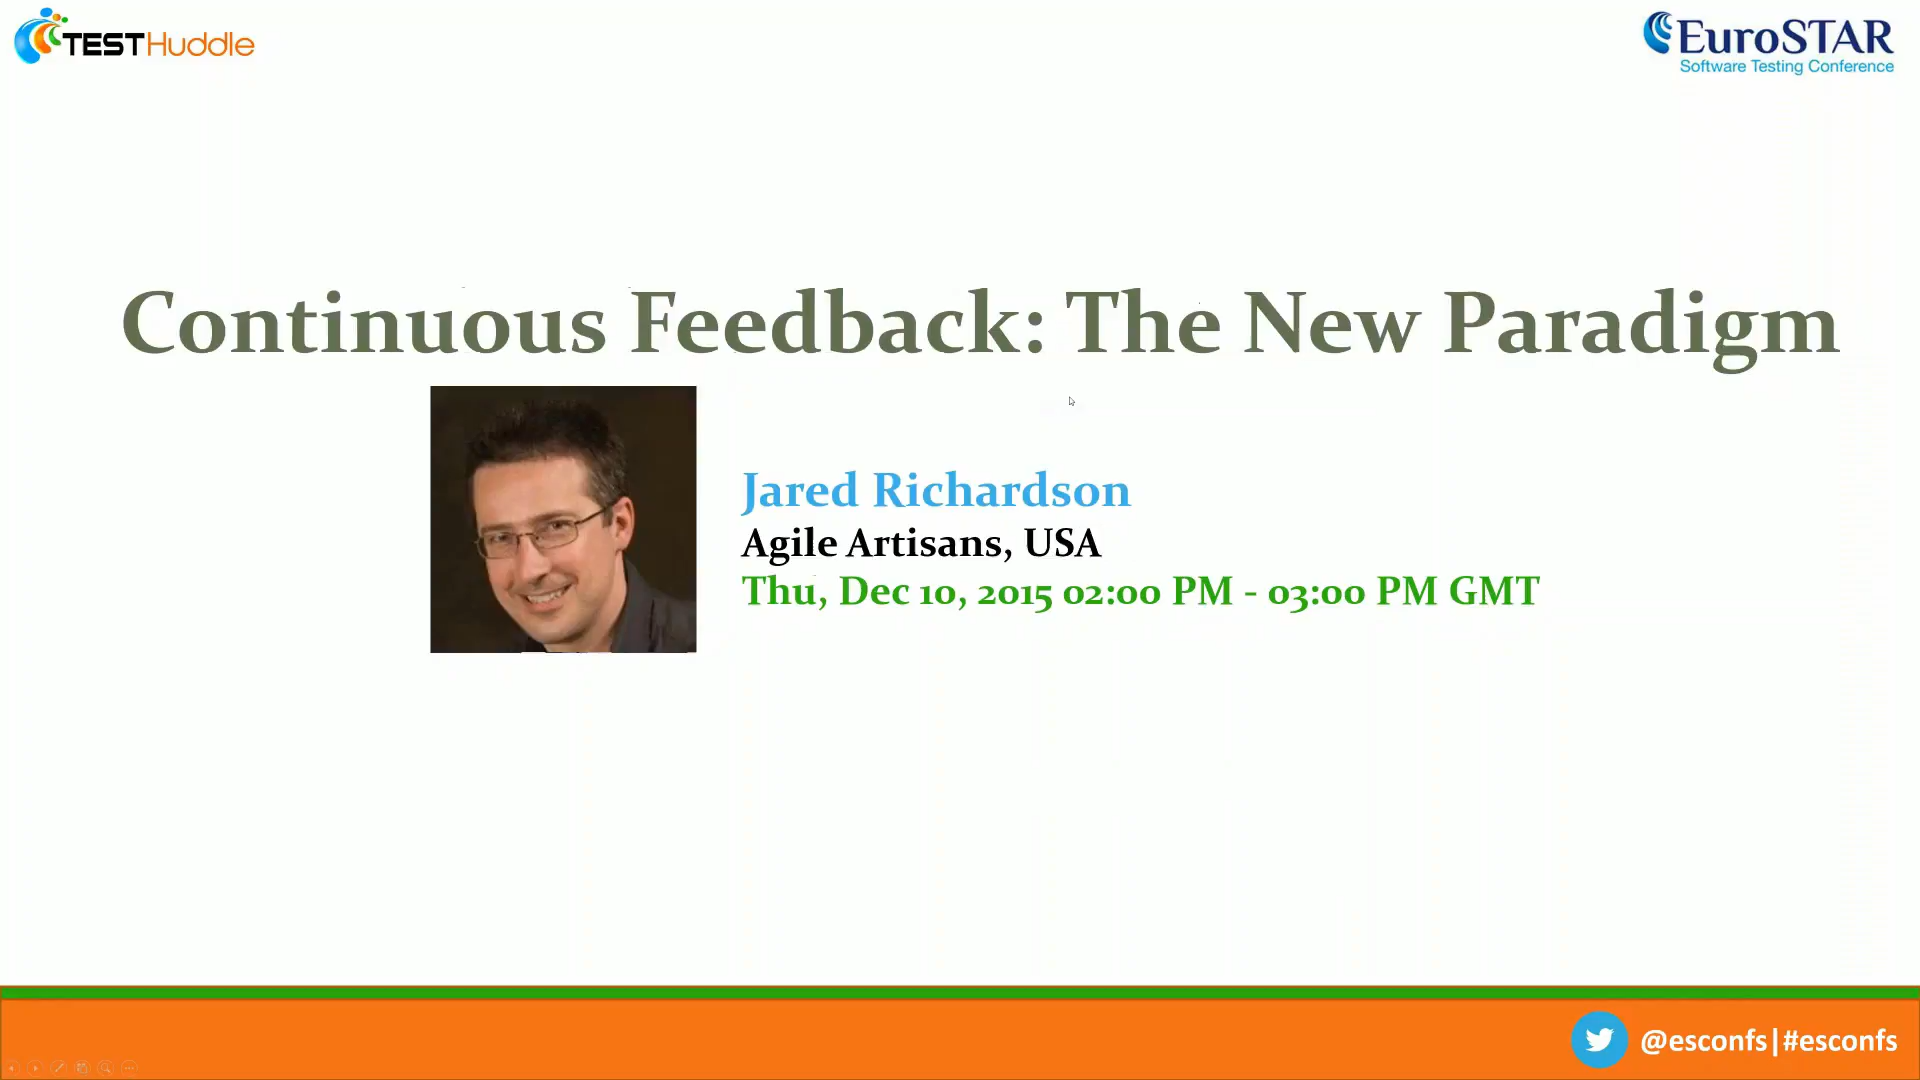 TESTHuddle
EuroSTAR
Software Testing Conference
Continuous Feedback: The New Paradigm
Jared Richardson
Agile Artisans, USA
Thu, Dec 10, 2015 02:00 PM - 03:00 PM GMT
@esconfs|#esconfs